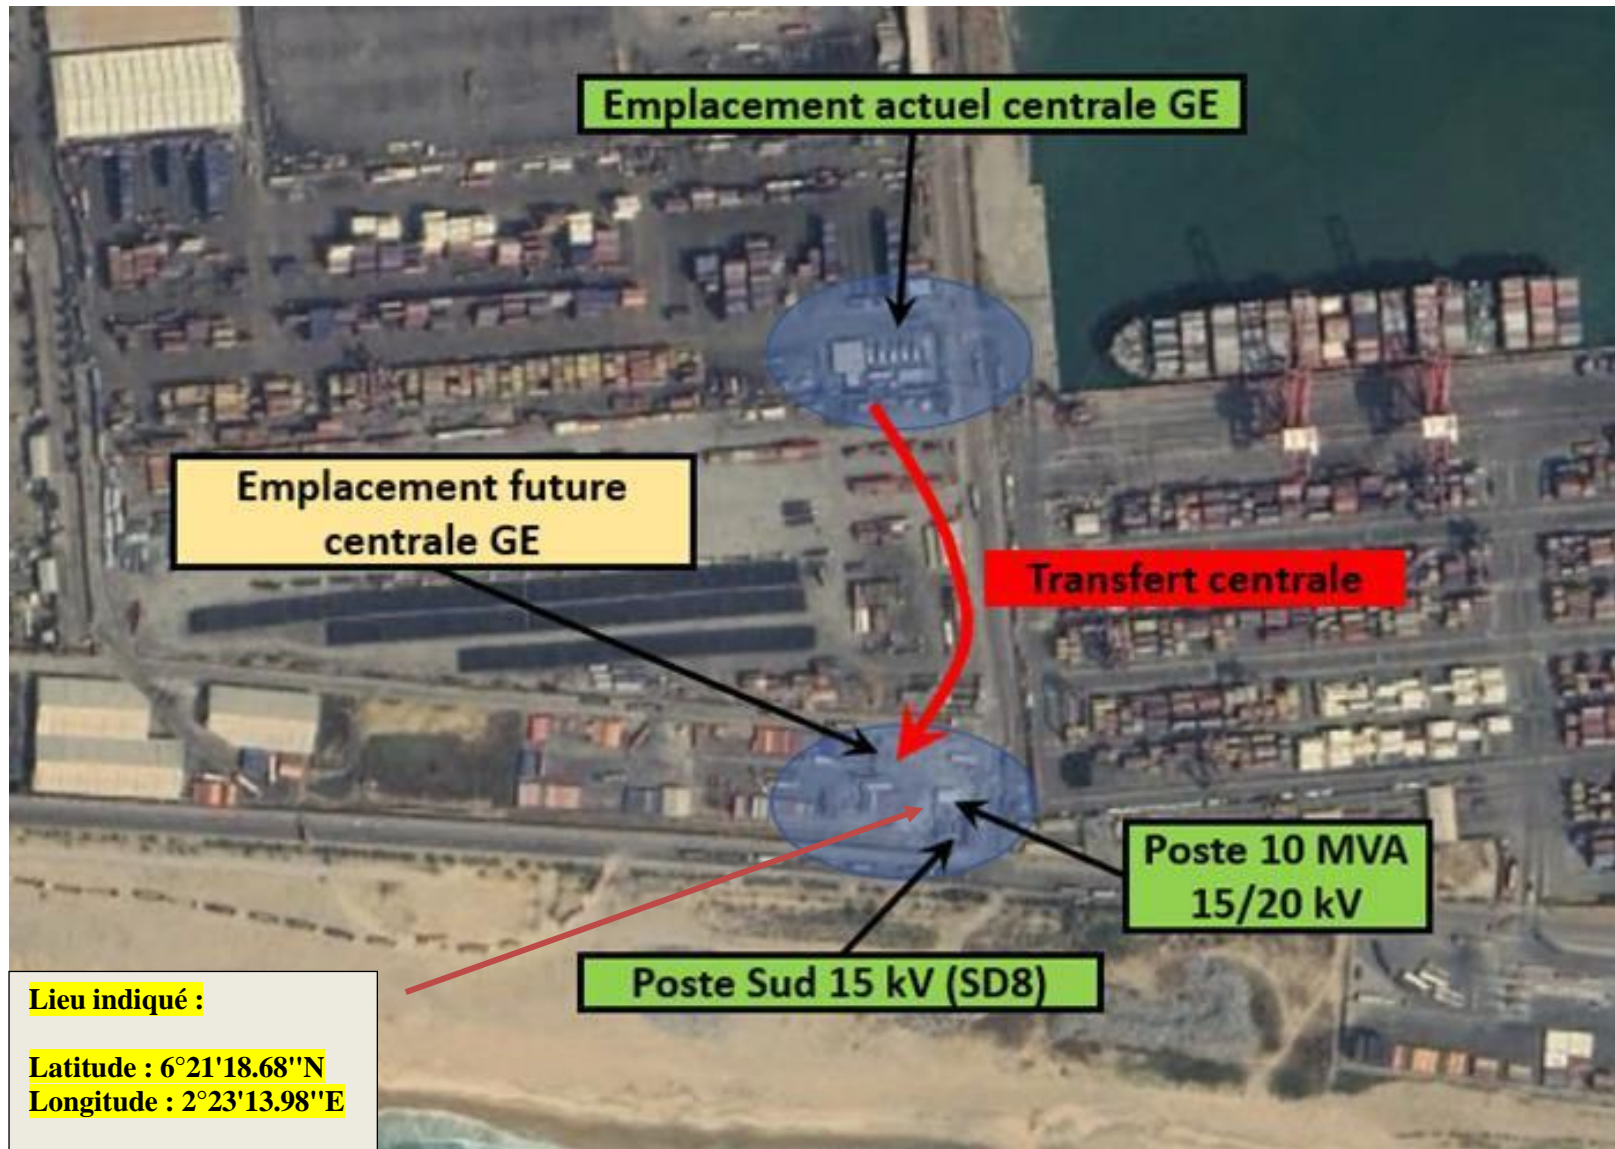 Emplacement actuel centrale GE
Emplacement future
centrale GE
Transfert centrale
Poste 10 MVA
15/20 kV
Poste Sud 15 kV (SD8)
Lieu indiqué :
Latitude : 6°21'18.68''N
Longitude : 2°23'13.98''E